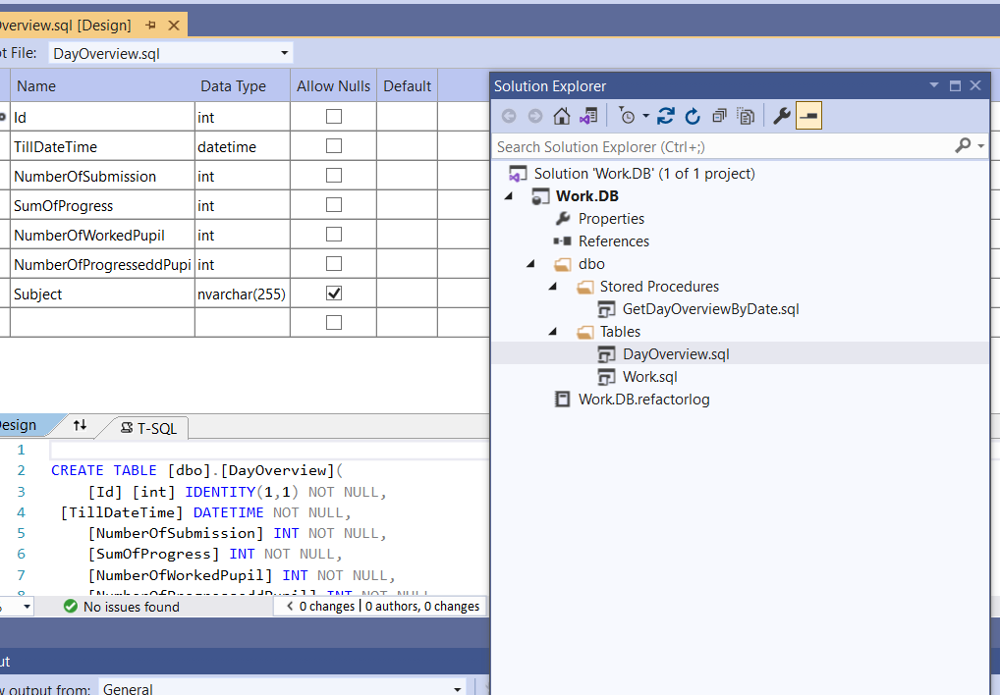 Overview.sql [Design]
t File: DayOverview.sql
Name Data Type Allow Nulls Default
Id int
TillDateTime datetime
NumberOfSubmission int
SumOfProgress int
NumberOfWorkedPupil int
NumberOfProgresseddPupi int
Subject nvarchar(255)
Design T-SQL
1
2 CREATE TABLE [dbo].[DayOverview](
3 [Id] [int] IDENTITY(1,1) NOT NULL,
4 [TillDateTime] DATETIME NOT NULL,
5 [NumberOfSubmission] INT NOT NULL,
6 [SumOfProgress] INT NOT NULL,
7 [NumberOfWorkedPupil] INT NOT NULL,
8 [NumberOfProgresseddPupil] INT NOT NULL
No issues found 0 changes | 0 authors, 0 changes
ut
w output from: General
Solution Explorer
Search Solution Explorer (Ctrl+;)
Solution 'Work.DB' (1 of 1 project)
Work.DB
Properties
References
dbo
Stored Procedures
GetDayOverviewByDate.sql
Tables
DayOverview.sql
Work.sql
Work.DB.refactorlog